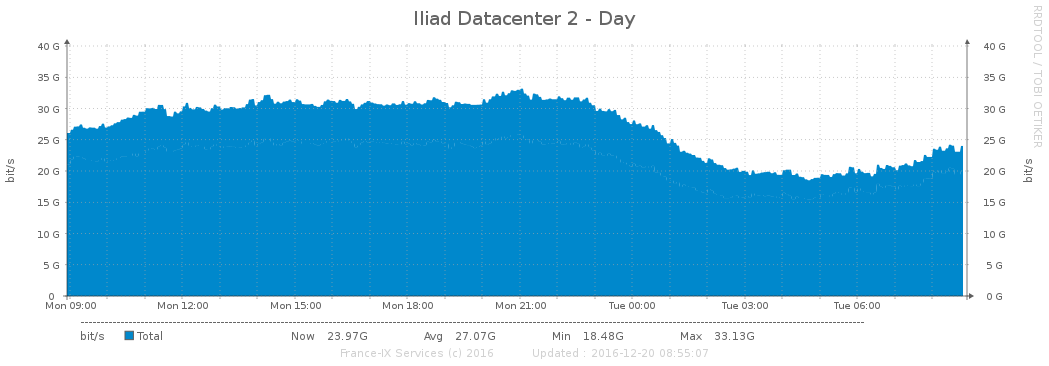 Iliad Datacenter 2 - Day
RRDTOOL / TOBI OETIKER
40 G 40 G
35 G 35 G
30 G 30 G
25 G 25 G
20 G 20 G
15 G 15 G
10 G 10 G
5 G 5 G
0 0 G
bit/s bit/s
Mon 09:00 Mon 12:00 Mon 15:00 Mon 18:00 Mon 21:00 Tue 00:00 Tue 03:00 Tue 06:00
bit/s Total Now 23.97G Avg 27.07G Min 18.48G Max 33.13G
France-IX Services (c) 2016 Updated : 2016-12-20 08:55:07